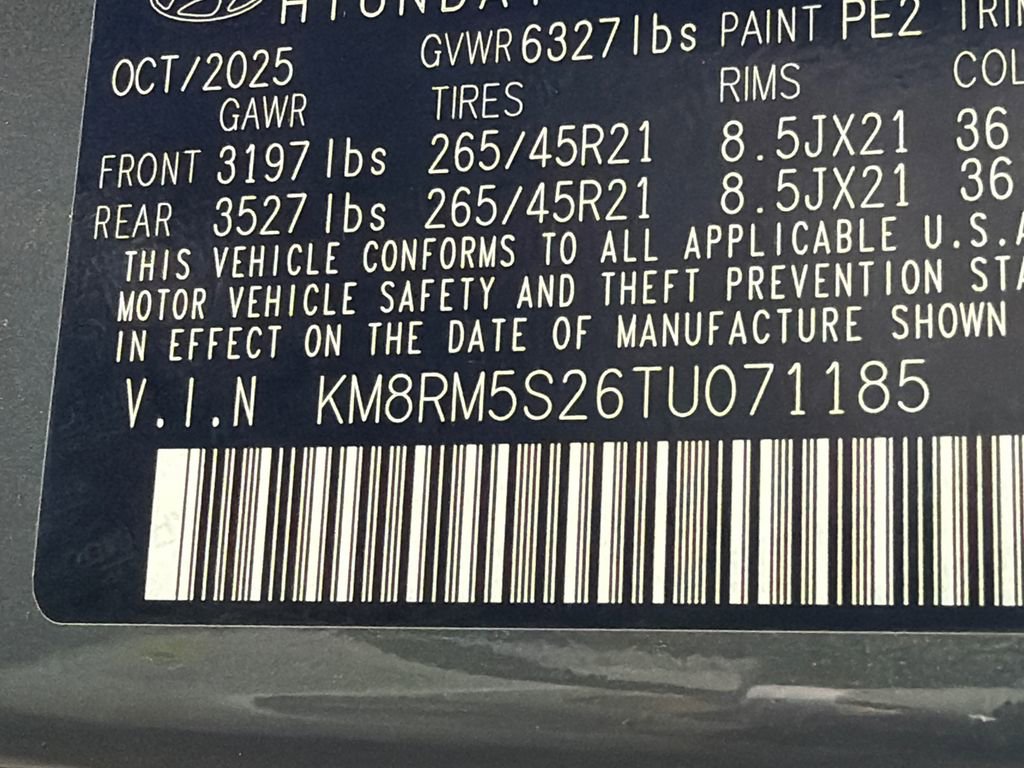 HYUNDAI
OCT/2025 GVWR 6327lbs PAINT PE2
GAWR TIRES RIMS
FRONT 3197lbs 265/45R21 8.5JX21 36
REAR 3527lbs 265/45R21 8.5JX21 36
THIS VEHICLE CONFORMS TO ALL APPLICABLE U.S.
MOTOR VEHICLE SAFETY AND THEFT PREVENTION
IN EFFECT ON THE DATE OF MANUFACTURE SHOWN
V.I.N KM8RM5S26TU071185